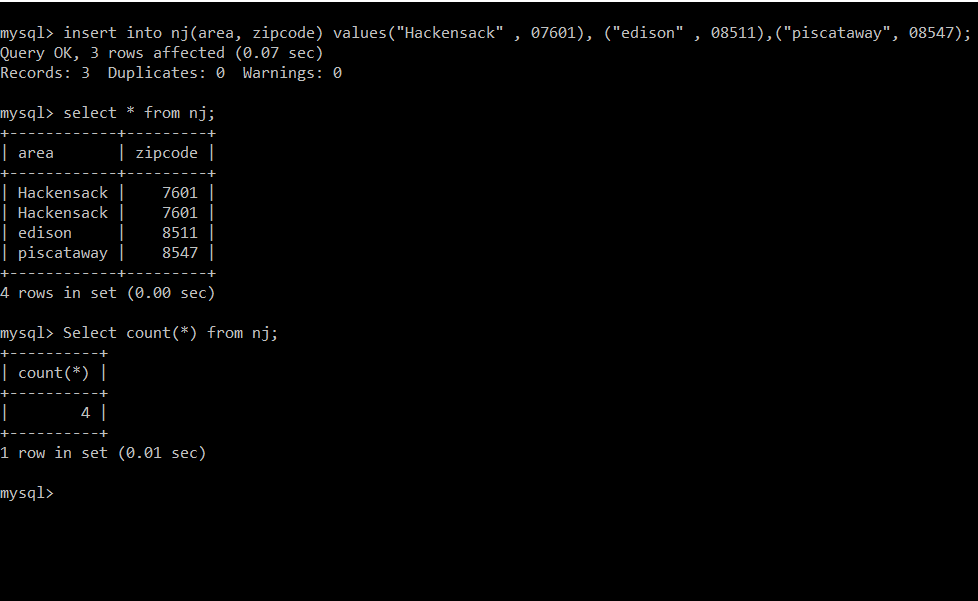 mysql> insert into nj(area, zipcode) values("Hackensack" , 07601), ("edison" , 08511),("piscataway", 08547);
Query OK, 3 rows affected (0.07 sec)
Records: 3  Duplicates: 0  Warnings: 0
mysql> select * from nj;
+------------+---------+
| area       | zipcode |
+------------+---------+
| Hackensack |    7601 |
| Hackensack |    7601 |
| edison     |    8511 |
| piscataway |    8547 |
+------------+---------+
4 rows in set (0.00 sec)
mysql> Select count(*) from nj;
+----------+
| count(*) |
+----------+
|        4 |
+----------+
1 row in set (0.01 sec)
mysql>